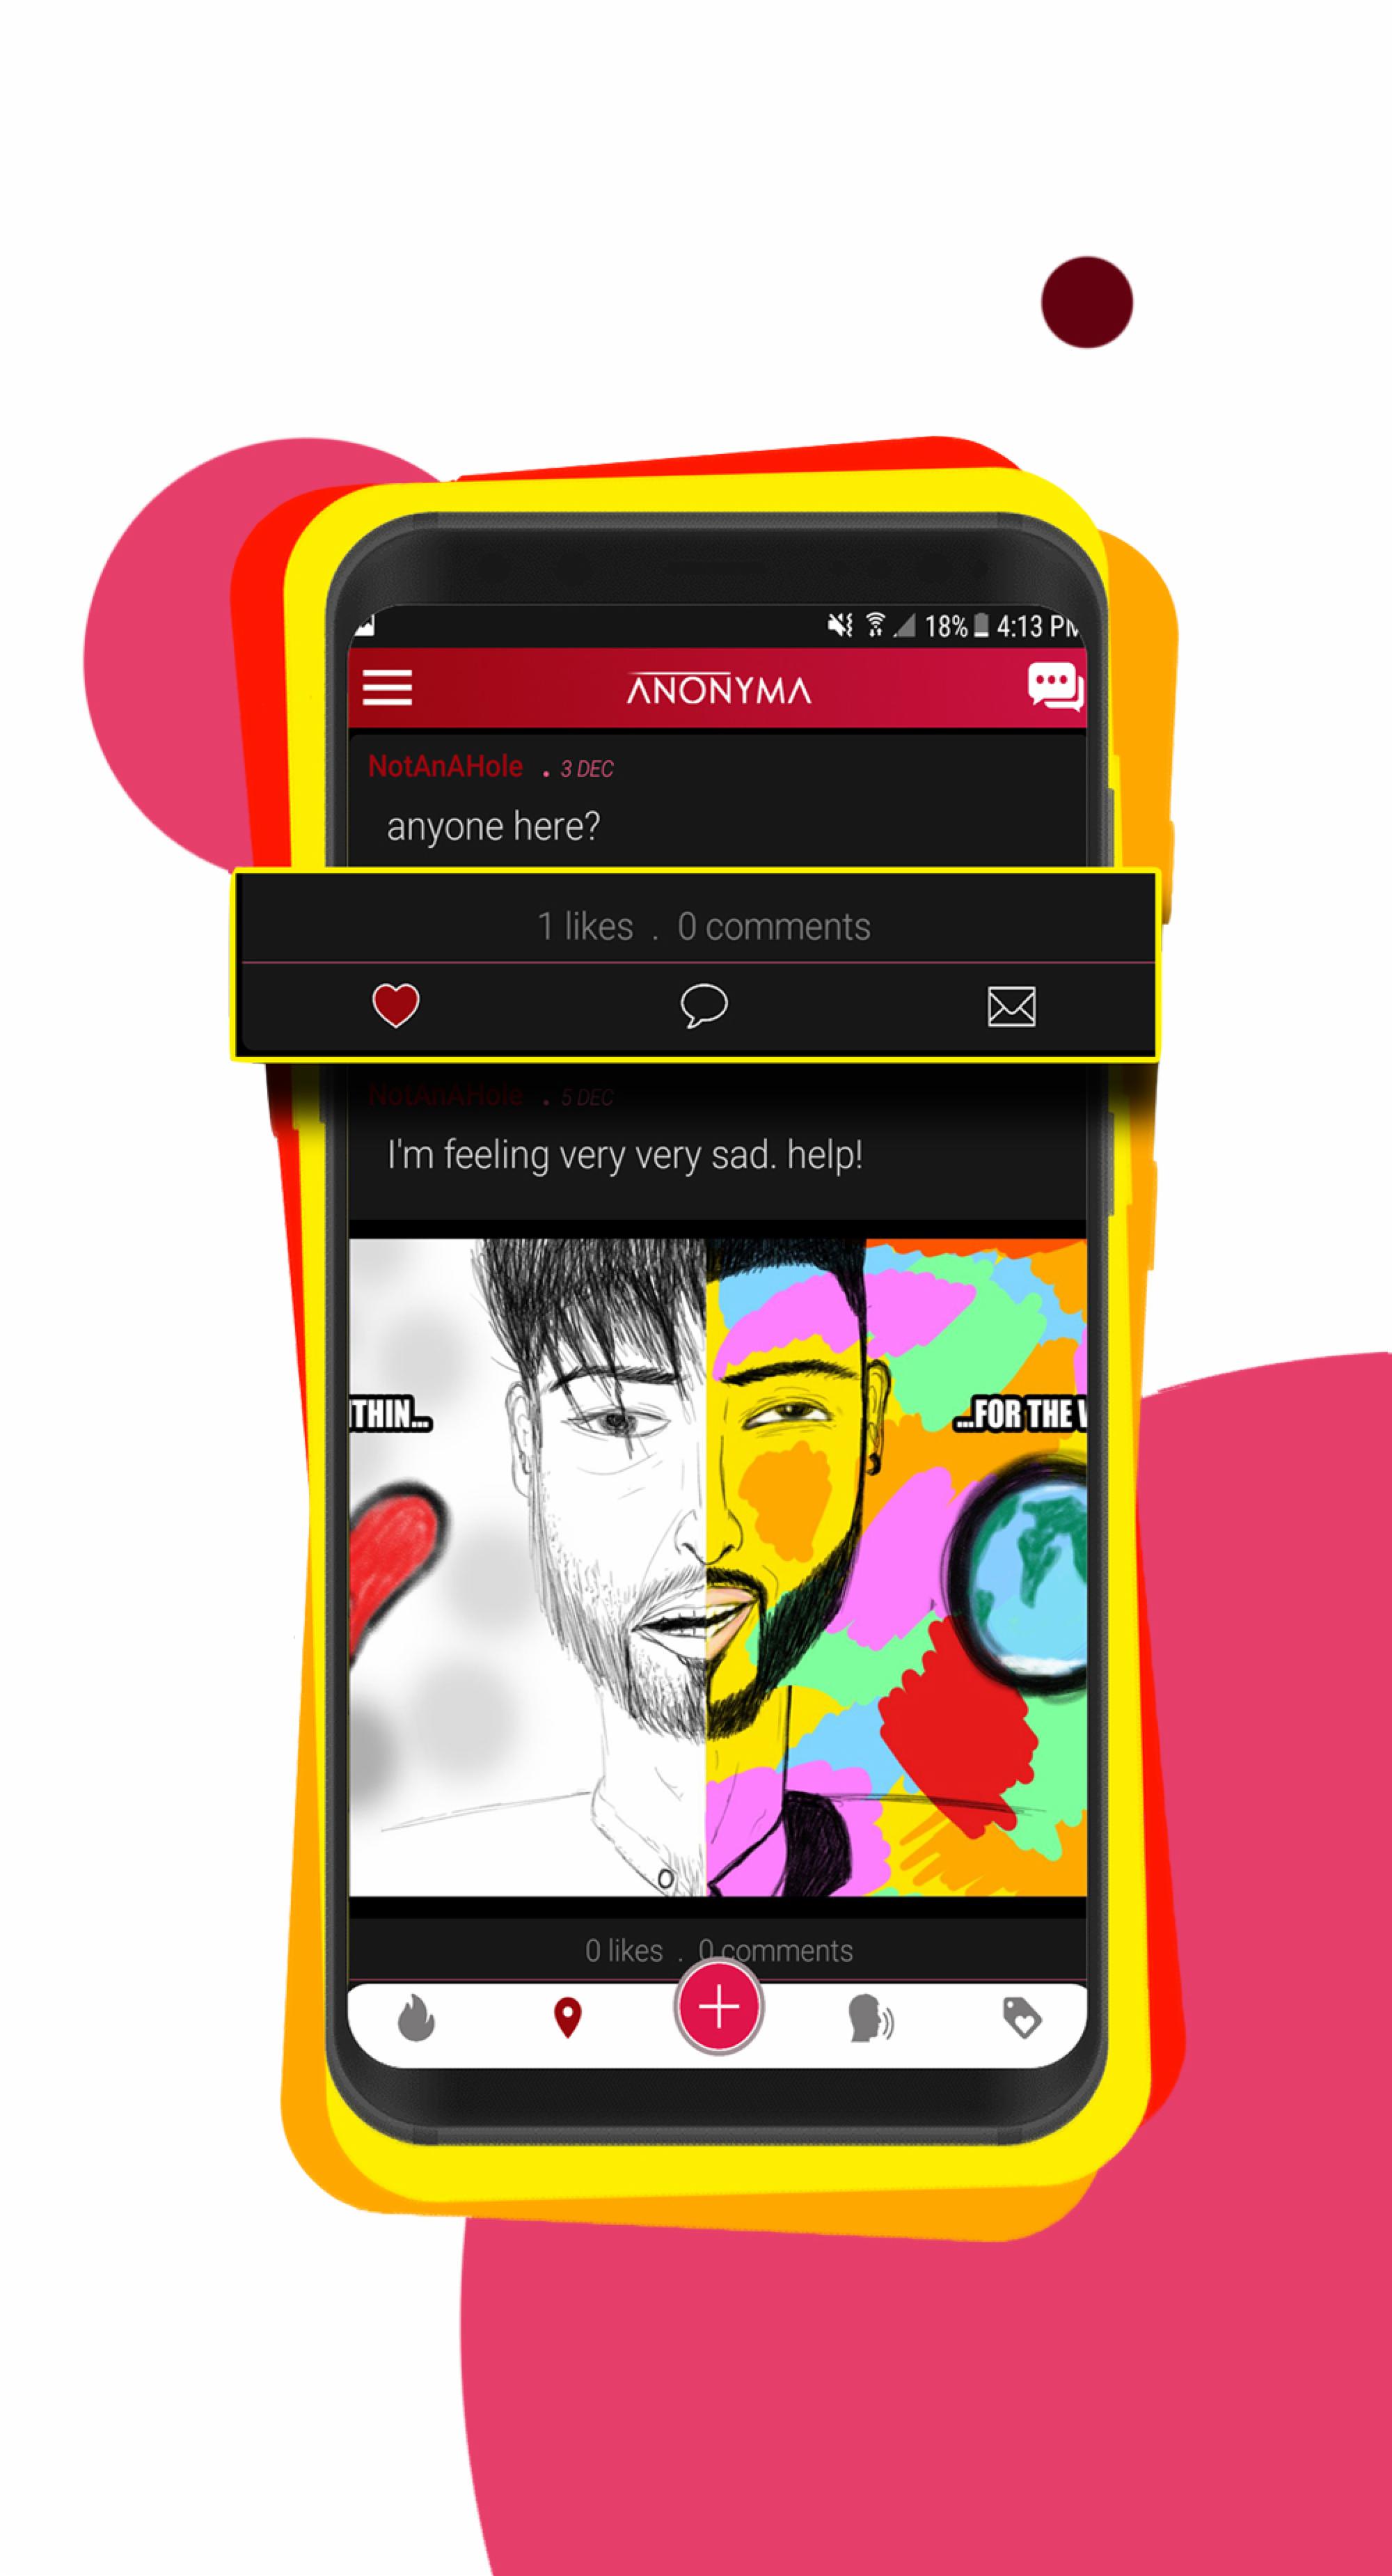 18% 4:13 PM
ANONYMA
NotAnAHole . 3 DEC
anyone here?
1 likes . 0 comments
NotAnAHole . 5 DEC
I'm feeling very very sad. help!
THIN...
...FOR THE
0 likes . 0 comments